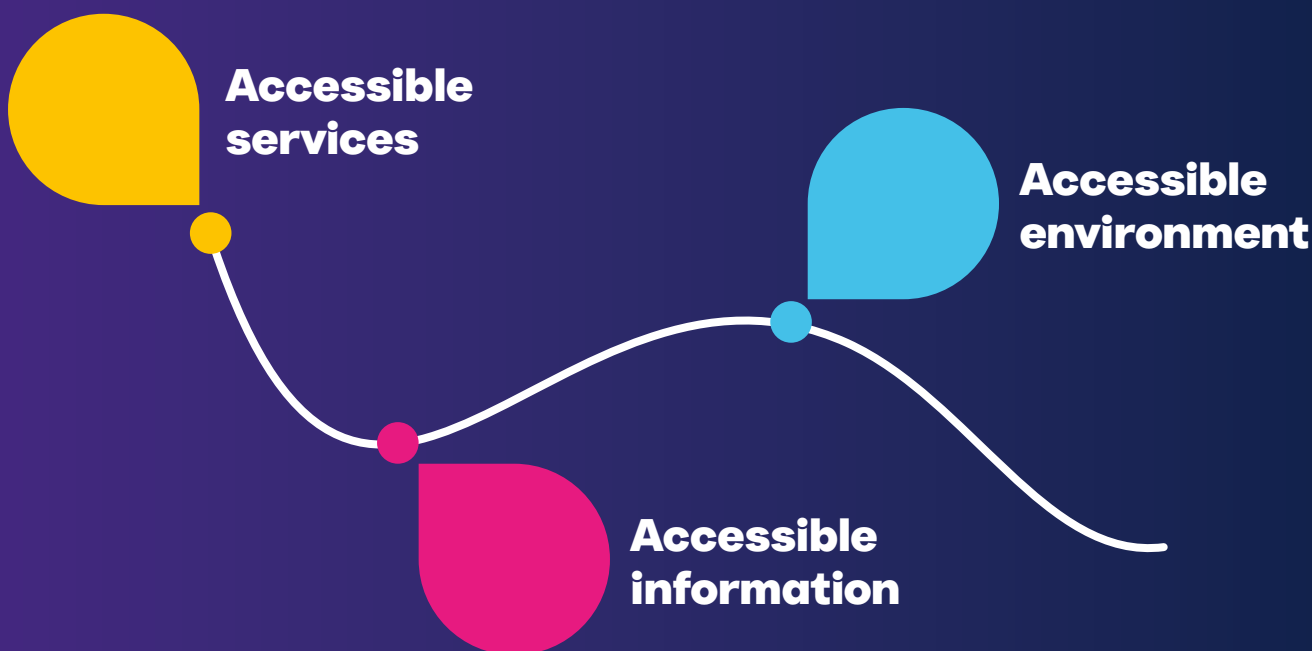 Accessible
services
Accessible
environment
Accessible
information